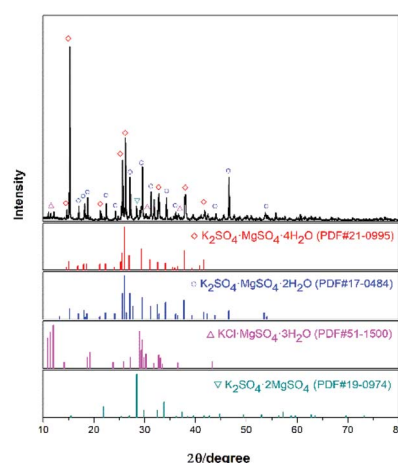 Intensity
◇ K₂SO₄·MgSO₄·4H₂O (PDF#21-0995)
○ K₂SO₄·MgSO₄·2H₂O (PDF#17-0484)
△ KCl·MgSO₄·3H₂O (PDF#51-1500)
▽ K₂SO₄·2MgSO₄ (PDF#19-0974)
10 20 30 40 50 60 70 80
2θ/degree